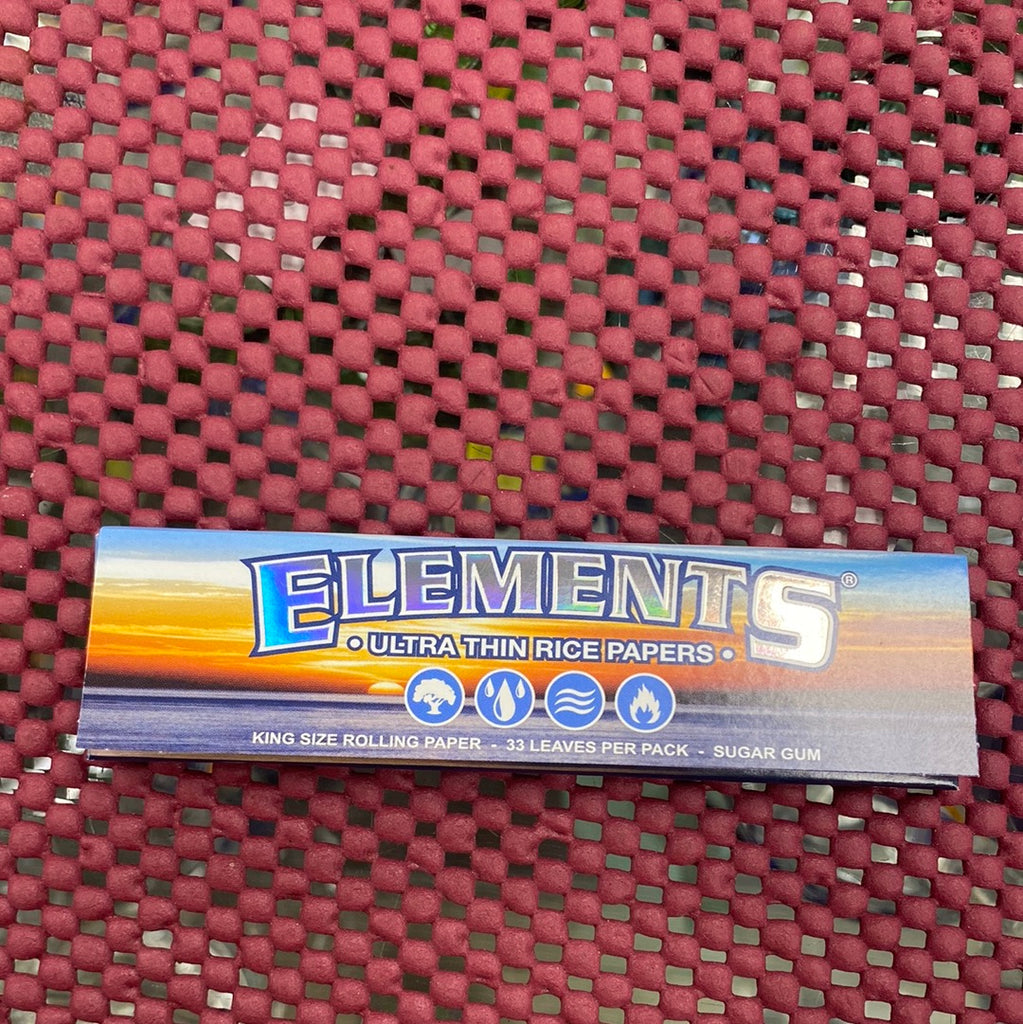 ELEMENTS®
• ULTRA THIN RICE PAPERS •
KING SIZE ROLLING PAPER - 33 LEAVES PER PACK - SUGAR GUM